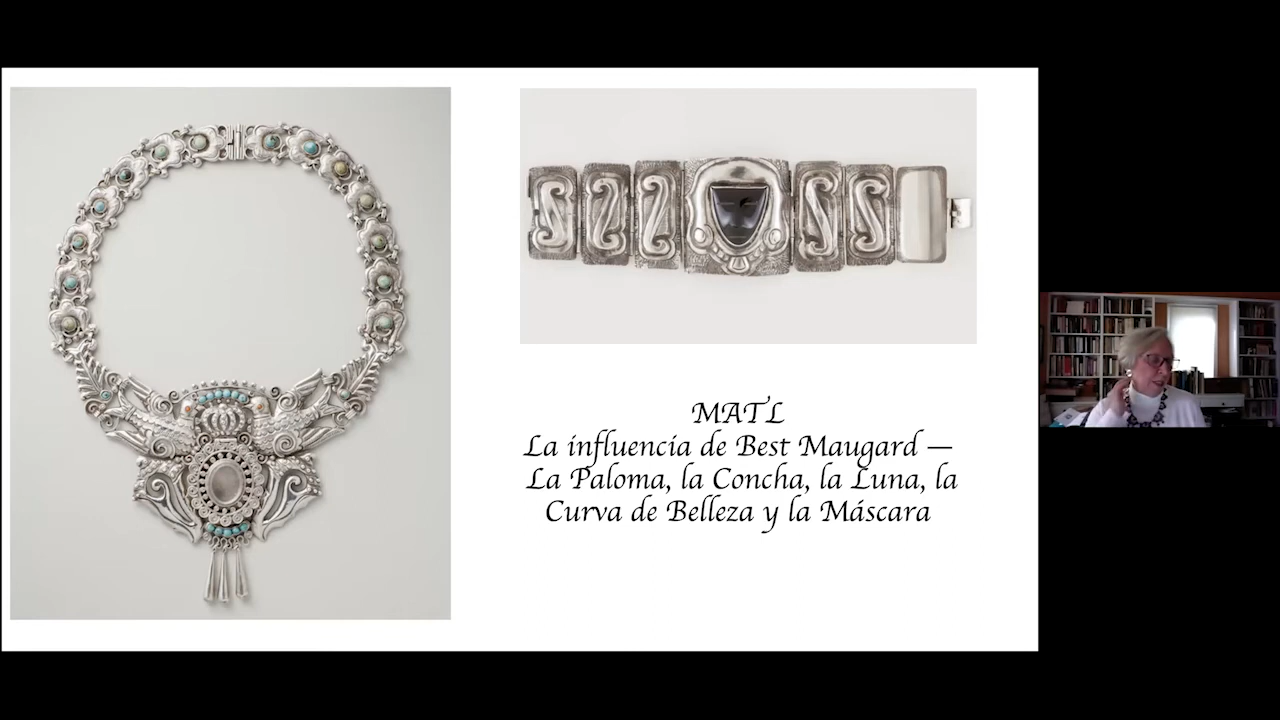 MATL
La influencia de Best Maugard —
La Paloma, la Concha, la Luna, la
Curva de Belleza y la Máscara